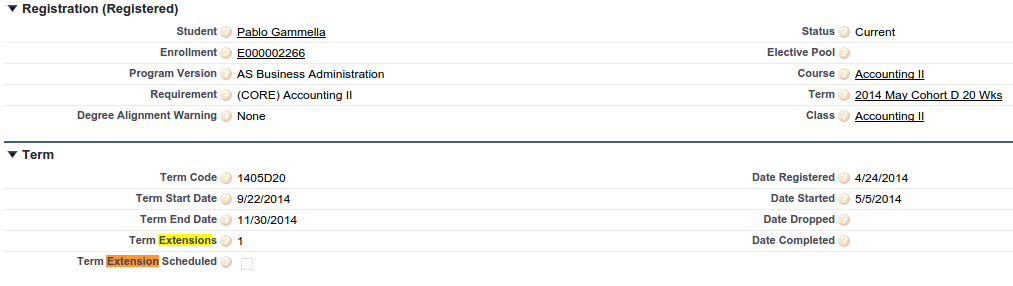 Registration (Registered)
Student Pablo Gammella Status Current
Enrollment E000002266 Elective Pool
Program Version AS Business Administration Course Accounting II
Requirement (CORE) Accounting II Term 2014 May Cohort D 20 Wks
Degree Alignment Warning None Class Accounting II
Term
Term Code 1405D20 Date Registered 4/24/2014
Term Start Date 9/22/2014 Date Started 5/5/2014
Term End Date 11/30/2014 Date Dropped
Term Extensions 1 Date Completed
Term Extension Scheduled